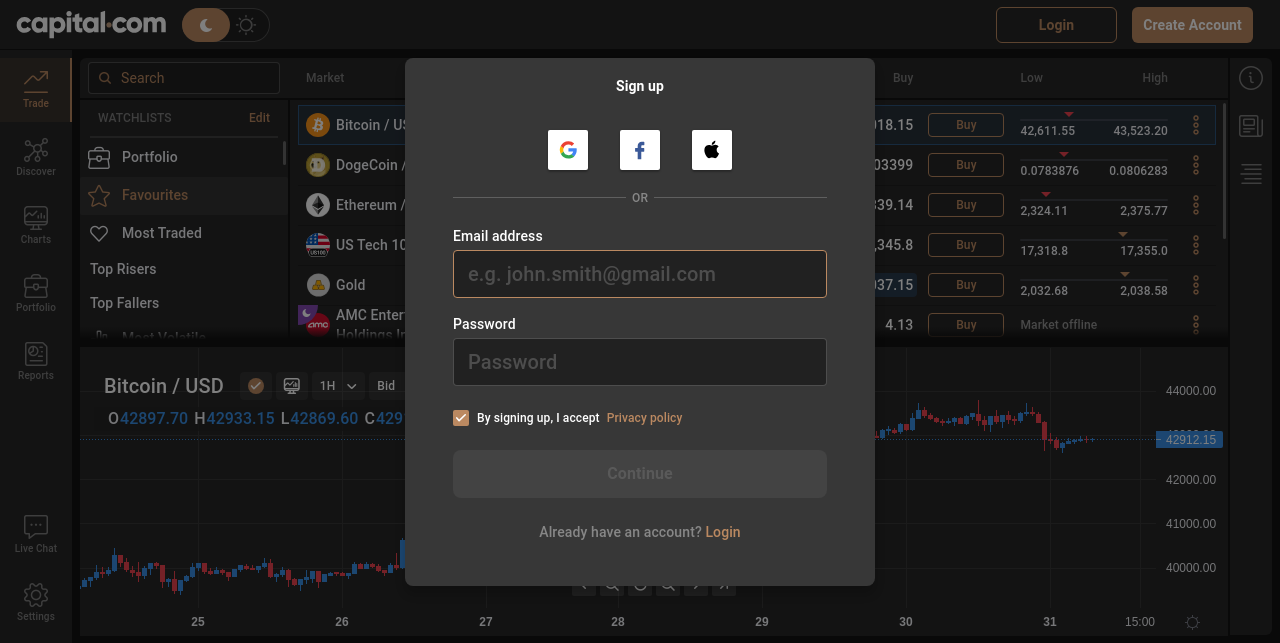 capital.com
Login
Create Account
Trade
Discover
Charts
Portfolio
Reports
Live Chat
Settings
Search
WATCHLISTS
Edit
Portfolio
Favourites
Most Traded
Top Risers
Top Fallers
Most Volatile
Market
Buy
Low
High
Bitcoin / US
018.15
Buy
42,611.55
43,523.20
DogeCoin /
03399
Buy
0.0783876
0.0806283
Ethereum /
339.14
Buy
2,324.11
2,375.77
US Tech 10
,345.8
Buy
17,318.8
17,355.0
Gold
037.15
Buy
2,032.68
2,038.58
AMC Enter
Holdings In
4.13
Buy
Market offline
Sign up
OR
Email address
e.g. john.smith@gmail.com
Password
Password
By signing up, I accept Privacy policy
Continue
Already have an account? Login
Bitcoin / USD
1H
Bid
O42897.70 H42933.15 L42869.60 C429
44000.00
42912.15
42000.00
41000.00
40000.00
25
26
27
28
29
30
31
15:00